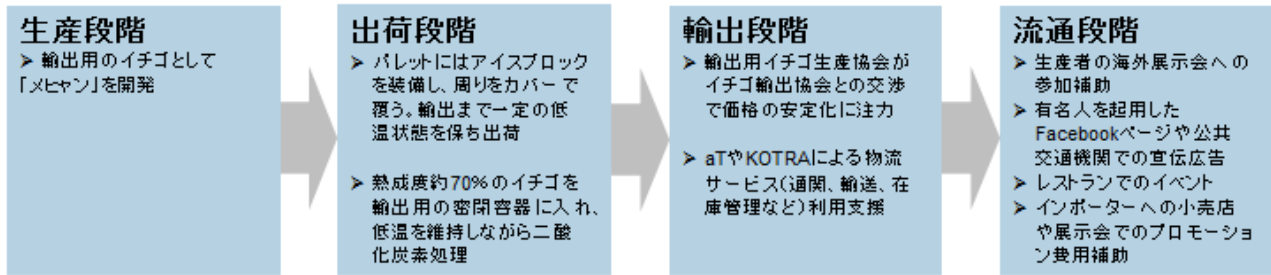 生産段階
➤ 輸出用のイチゴとして
「メヒャン」を開発
出荷段階
➤ パレットにはアイスブロック
を装備し、周りをカバーで
覆う。輸出まで一定の低
温状態を保ち出荷
➤ 熟成度約70%のイチゴを
輸出用の密閉容器に入れ、
低温を維持しながら二酸
化炭素処理
輸出段階
➤ 輸出用イチゴ生産協会が
イチゴ輸出協会との交渉
で価格の安定化に注力
➤ aTやKOTRAによる物流
サービス(通関、輸送、在
庫管理など)利用支援
流通段階
➤ 生産者の海外展示会への
参加補助
➤ 有名人を起用した
Facebookページや公共
交通機関での宣伝広告
➤ レストランでのイベント
➤ インポーターへの小売店
や展示会でのプロモーショ
ン費用補助